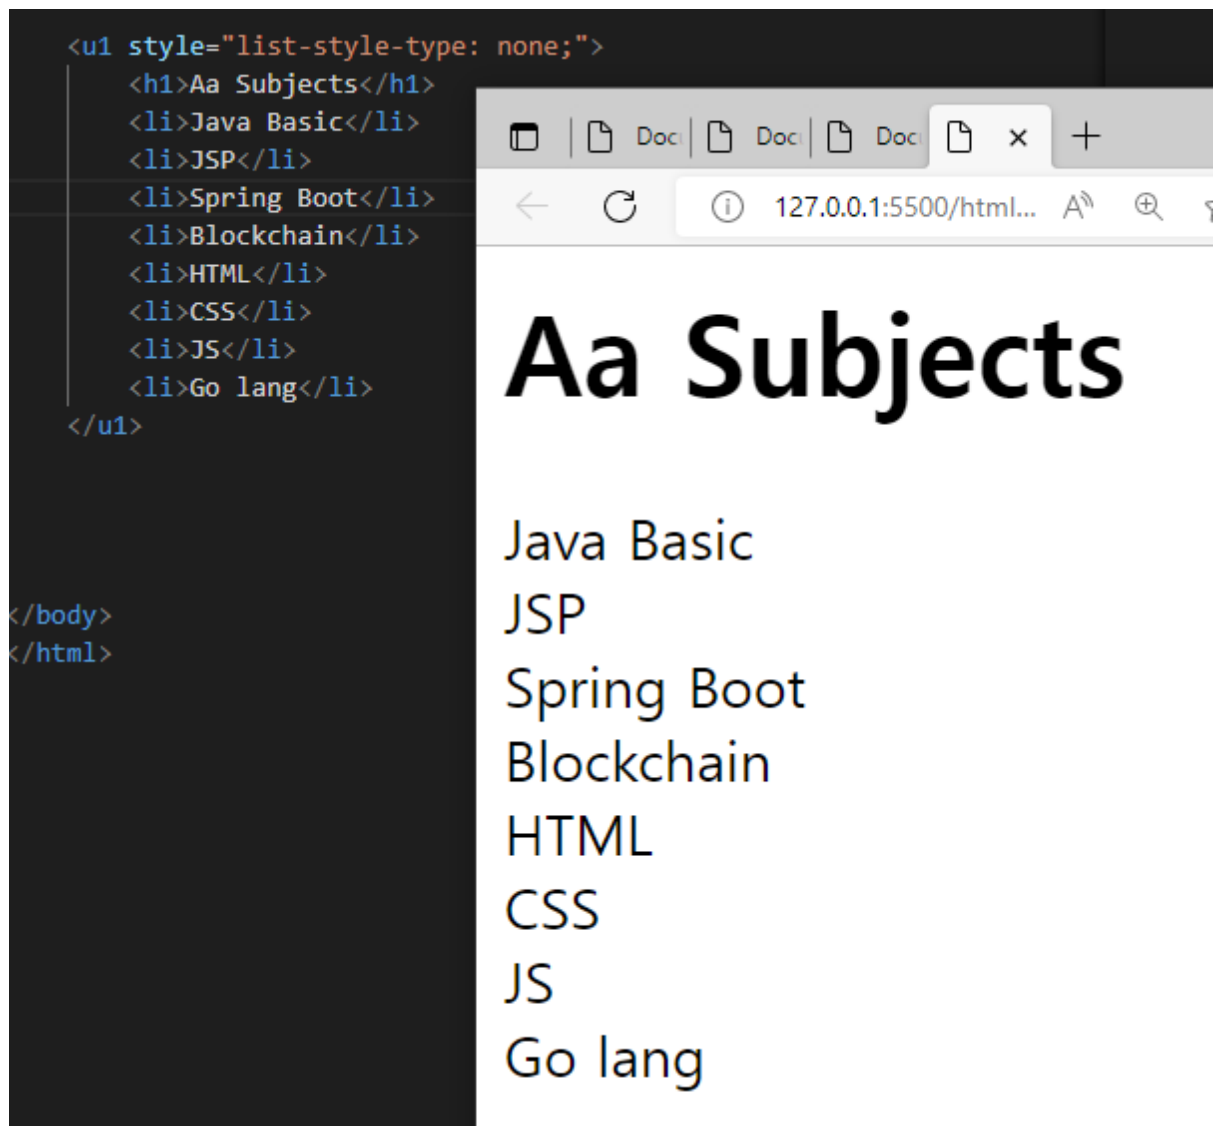 <u1 style="list-style-type: none;">
<h1>Aa Subjects</h1>
<li>Java Basic</li>
<li>JSP</li>
<li>Spring Boot</li>
<li>Blockchain</li>
<li>HTML</li>
<li>CSS</li>
<li>JS</li>
<li>Go lang</li>
</u1>
</body>
</html>
Doc Doc Doc
127.0.0.1:5500/html...
Aa Subjects
Java Basic
JSP
Spring Boot
Blockchain
HTML
CSS
JS
Go lang